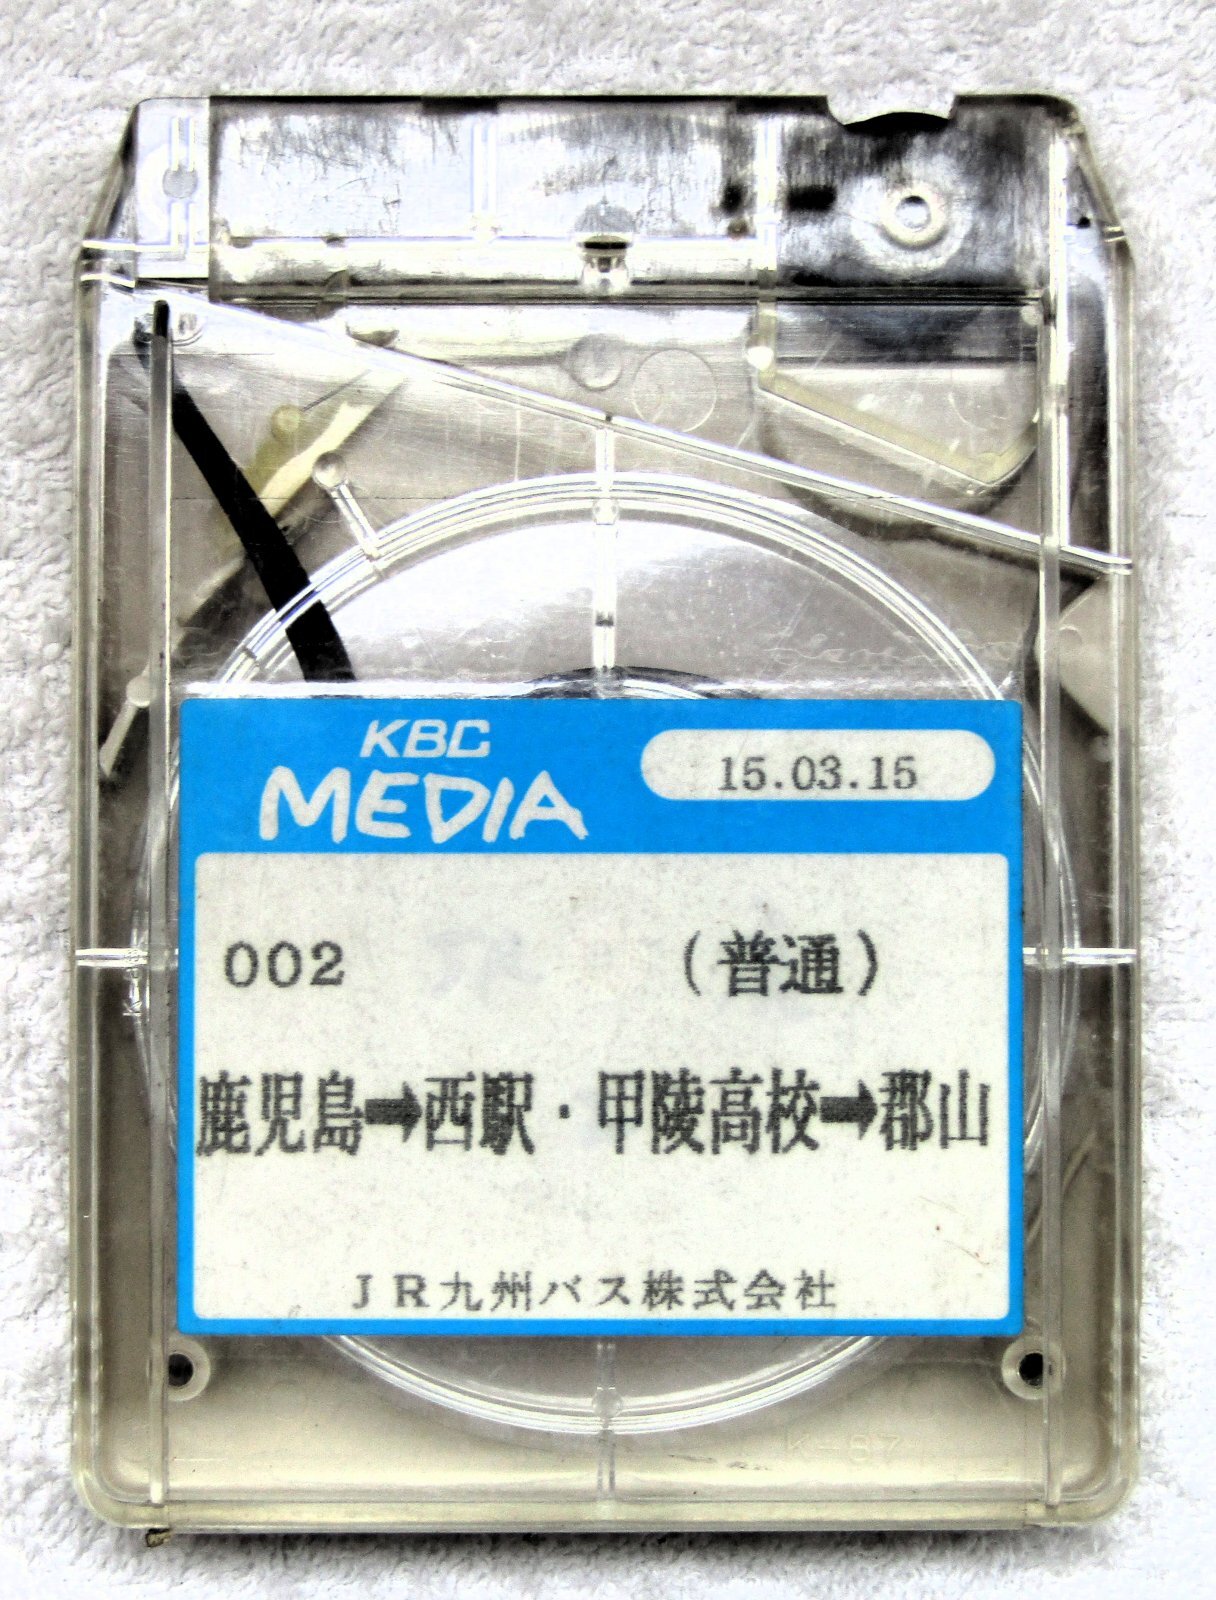 KBC
MEDIA
15.03.15
002 (普通)
鹿児島➡西駅・甲陵高校➡郡山
JR九州バス株式会社
K-87